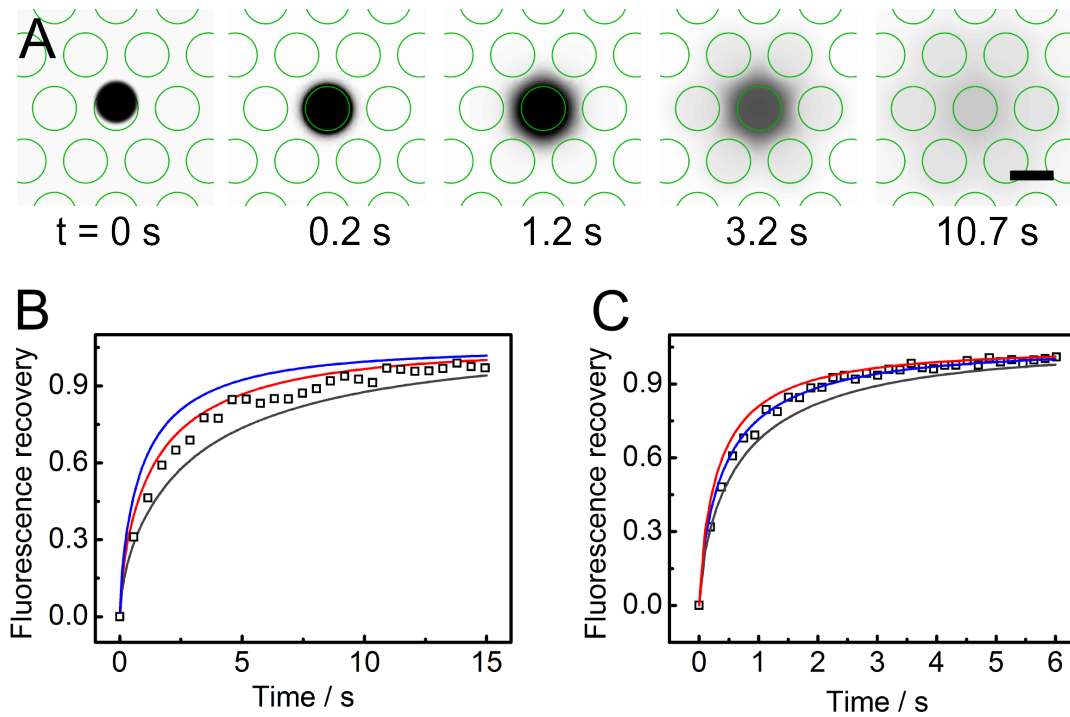 A
t = 0 s 0.2 s 1.2 s 3.2 s 10.7 s
B
Fluorescence recovery
0.9
0.6
0.3
0.0
0 5 10 15
Time / s
C
Fluorescence recovery
0.9
0.6
0.3
0.0
0 1 2 3 4 5 6
Time / s